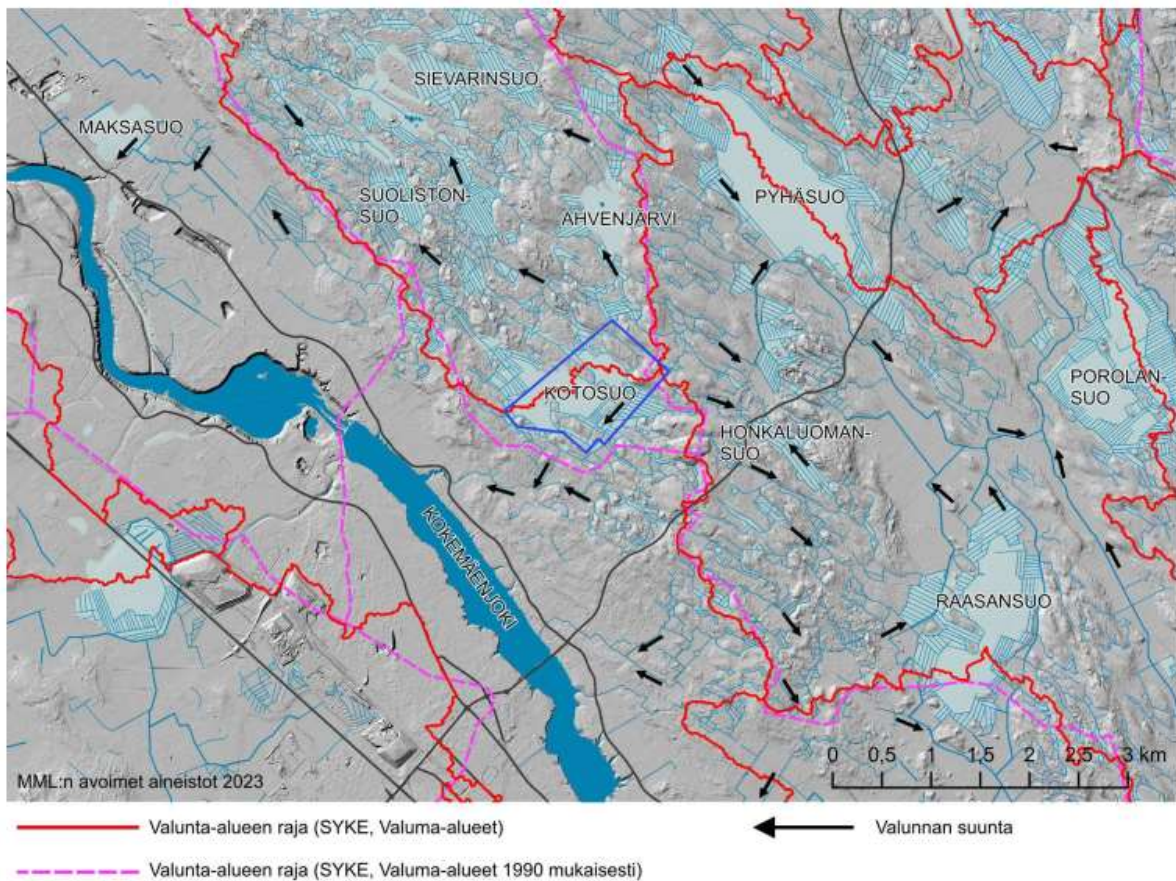 SIEVARINSUO
MAKSASUO
PYHÄSUO
SUOLISTON-
SUO
AHVENJÄRVI
KOTOSUO
POROLAN-
SUO
HONKALUOMAN-
SUO
KOKEMÄENJOKI
RAASANSUO
0 0,5 1 1,5 2 2,5 3 km
MML:n avoimet aineistot 2023
Valunta-alueen raja (SYKE, Valuma-alueet)
Valunnan suunta
Valunta-alueen raja (SYKE, Valuma-alueet 1990 mukaisesti)